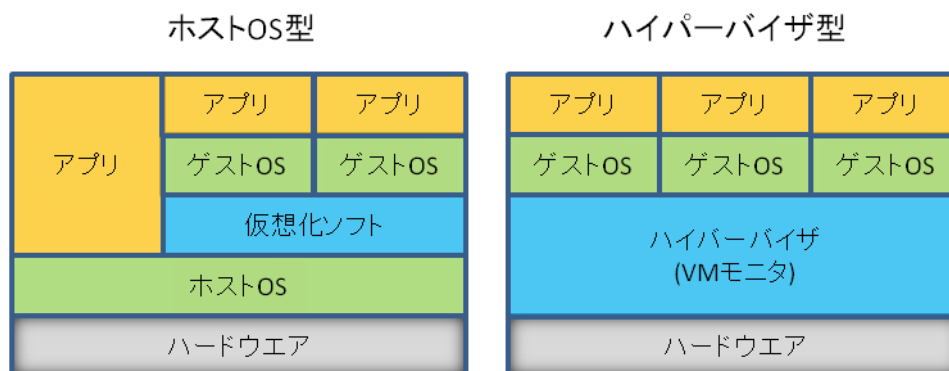 ホストOS型
アプリ
アプリ
アプリ
ゲストOS
ゲストOS
仮想化ソフト
ホストOS
ハードウエア
ハイパーバイザ型
アプリ
アプリ
アプリ
ゲストOS
ゲストOS
ゲストOS
ハイバーバイザ
(VMモニタ)
ハードウエア